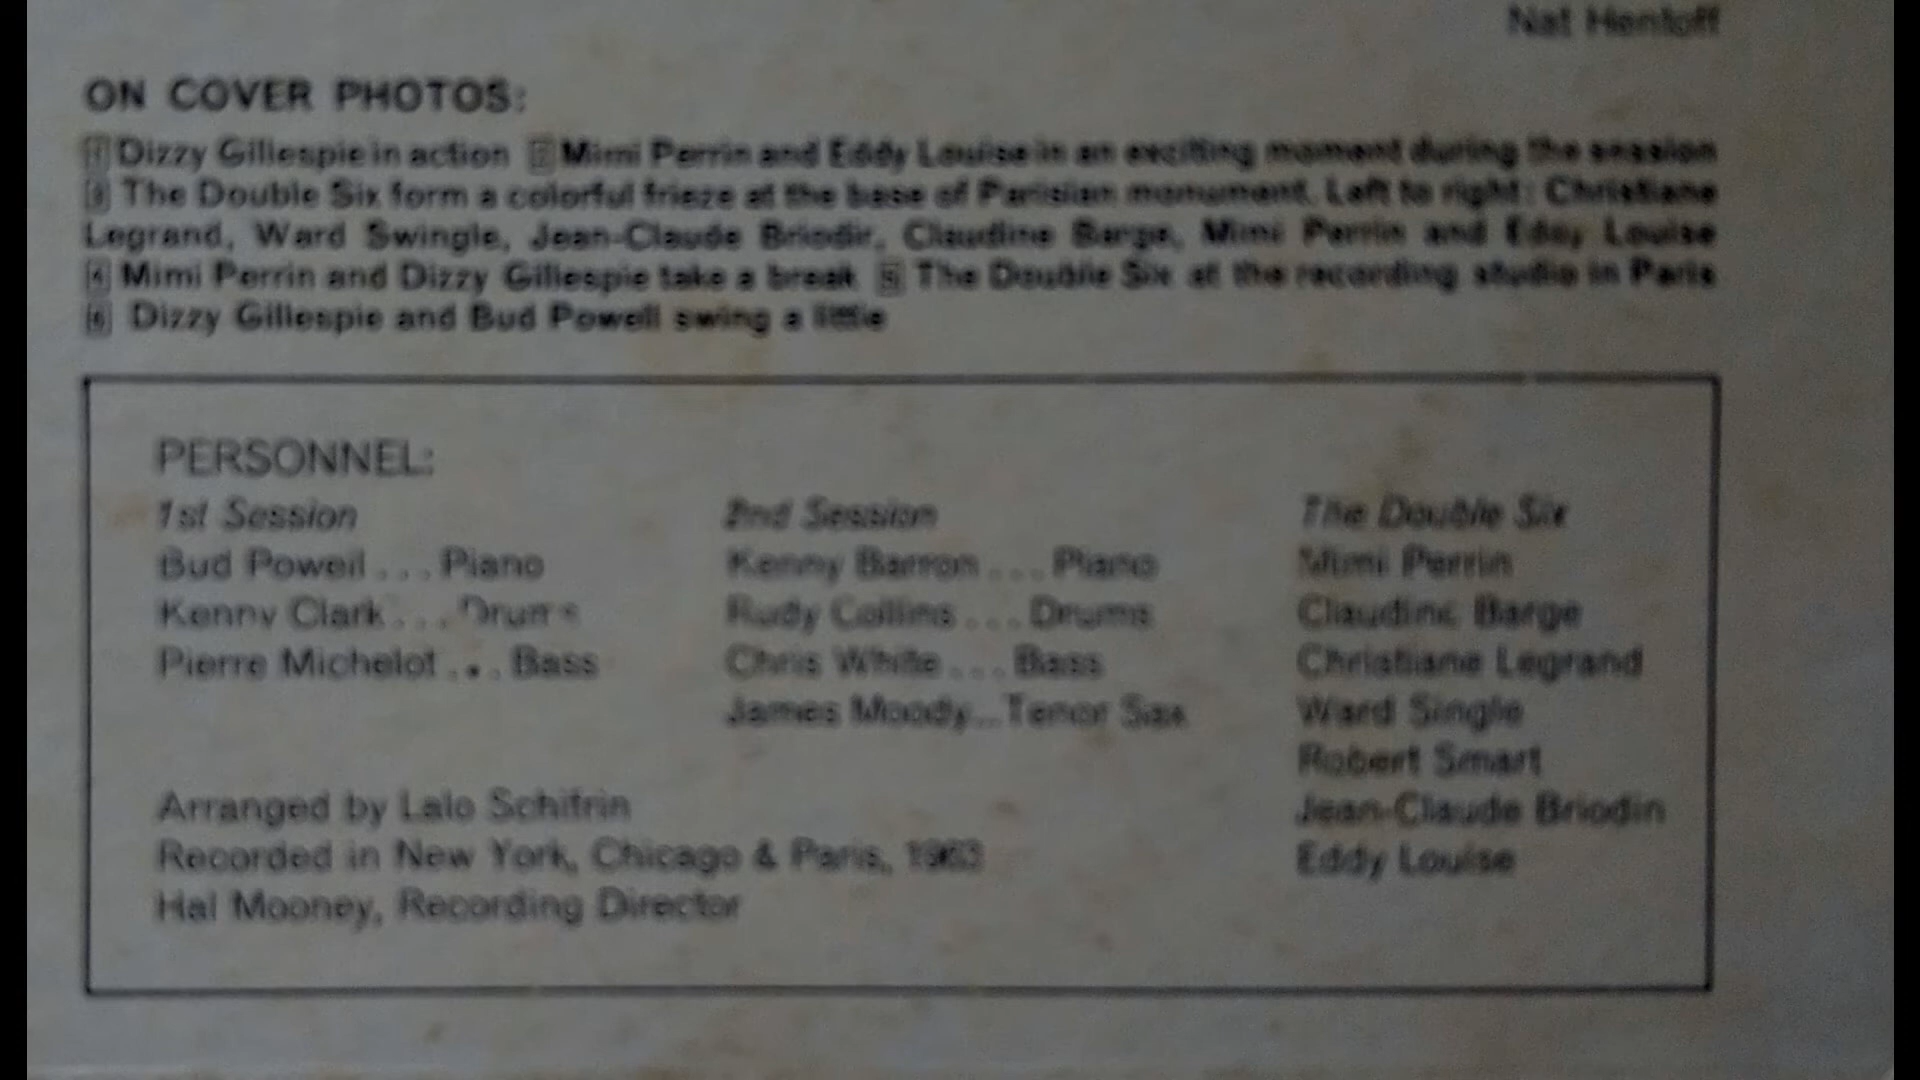 Nat Hentoff
ON COVER PHOTOS:
1 Dizzy Gillespie in action 2 Mimi Perrin and Eddy Louise in an exciting moment during the session
3 The Double Six form a colorful frieze at the base of Parisian monument. Left to right: Christiane
Legrand, Ward Swingle, Jean-Claude Briodir, Claudine Barge, Mimi Perrin and Eddy Louise
4 Mimi Perrin and Dizzy Gillespie take a break 5 The Double Six at the recording studio in Paris
6 Dizzy Gillespie and Bud Powell swing a little
PERSONNEL:
1st Session
Bud Powell . . . Piano
Kenny Clark . . . Drums
Pierre Michelot . . . Bass
2nd Session
Kenny Barron . . . Piano
Rudy Collins . . . Drums
Chris White . . . Bass
James Moody...Tenor Sax
The Double Six
Mimi Perrin
Claudine Barge
Christiane Legrand
Ward Single
Robert Smart
Jean-Claude Briodin
Eddy Louise
Arranged by Lalo Schifrin
Recorded in New York, Chicago & Paris, 1963
Hal Mooney, Recording Director